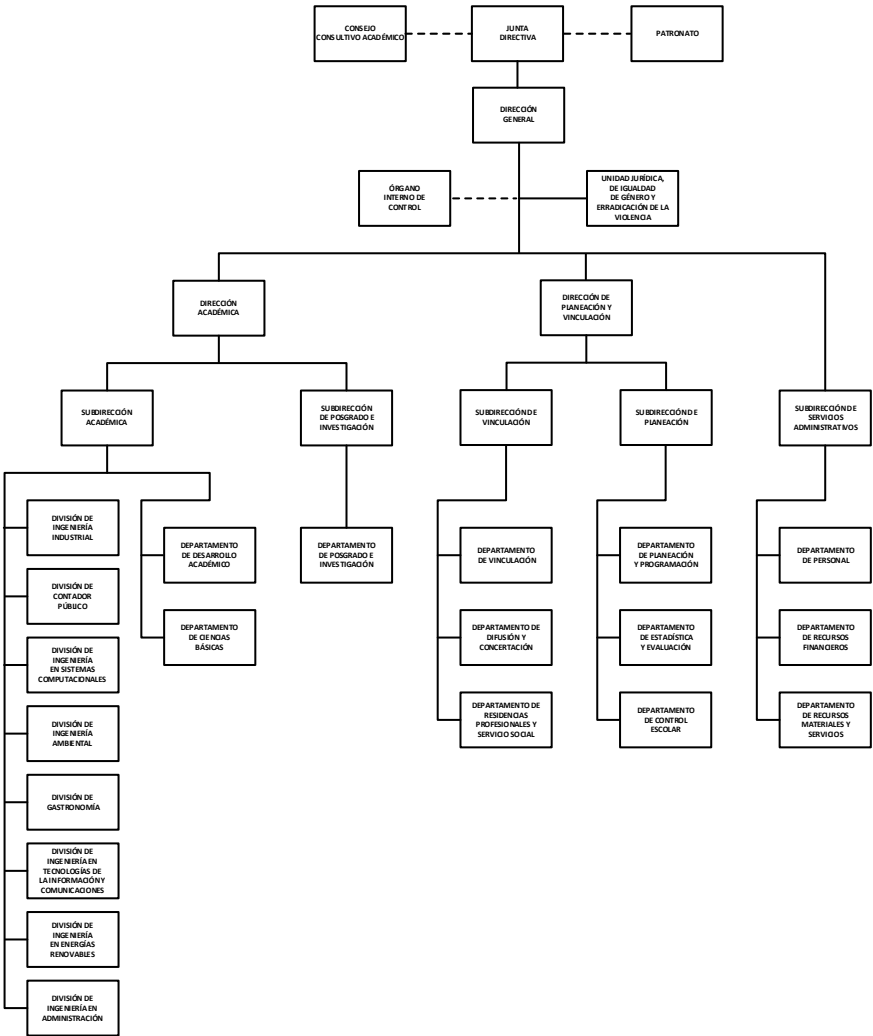 CONSEJO
CONSULTIVO ACADÉMICO
JUNTA
DIRECTIVA
PATRONATO
DIRECCIÓN
GENERAL
ÓRGANO
INTERNO DE
CONTROL
UNIDAD JURÍDICA,
DE IGUALDAD
DE GÉNERO Y
ERRADICACIÓN DE LA
VIOLENCIA
DIRECCIÓN
ACADÉMICA
DIRECCIÓN DE
PLANEACIÓN Y
VINCULACIÓN
SUBDIRECCIÓN
ACADÉMICA
SUBDIRECCIÓN
DE POSGRADO E
INVESTIGACIÓN
SUBDIRECCIÓN DE
VINCULACIÓN
SUBDIRECCIÓN DE
PLANEACIÓN
SUBDIRECCIÓN DE
SERVICIOS
ADMINISTRATIVOS
DIVISIÓN DE
INGENIERÍA
INDUSTRIAL
DIVISIÓN DE
CONTADOR
PÚBLICO
DIVISIÓN DE
INGENIERÍA
EN SISTEMAS
COMPUTACIONALES
DIVISIÓN DE
INGENIERÍA
AMBIENTAL
DIVISIÓN DE
GASTRONOMÍA
DIVISIÓN DE
INGENIERÍA EN
TECNOLOGÍAS DE
LA INFORMACIÓN Y
COMUNICACIONES
DIVISIÓN DE
INGENIERÍA
EN ENERGÍAS
RENOVABLES
DIVISIÓN DE
INGENIERÍA EN
ADMINISTRACIÓN
DEPARTAMENTO
DE DESARROLLO
ACADÉMICO
DEPARTAMENTO
DE CIENCIAS
BÁSICAS
DEPARTAMENTO
DE POSGRADO E
INVESTIGACIÓN
DEPARTAMENTO
DE VINCULACIÓN
DEPARTAMENTO DE
DIFUSIÓN Y
CONCERTACIÓN
DEPARTAMENTO DE
RESIDENCIAS
PROFESIONALES Y
SERVICIO SOCIAL
DEPARTAMENTO
DE PLANEACIÓN
Y PROGRAMACIÓN
DEPARTAMENTO
DE ESTADÍSTICA
Y EVALUACIÓN
DEPARTAMENTO
DE CONTROL
ESCOLAR
DEPARTAMENTO
DE PERSONAL
DEPARTAMENTO
DE RECURSOS
FINANCIEROS
DEPARTAMENTO
DE RECURSOS
MATERIALES Y
SERVICIOS